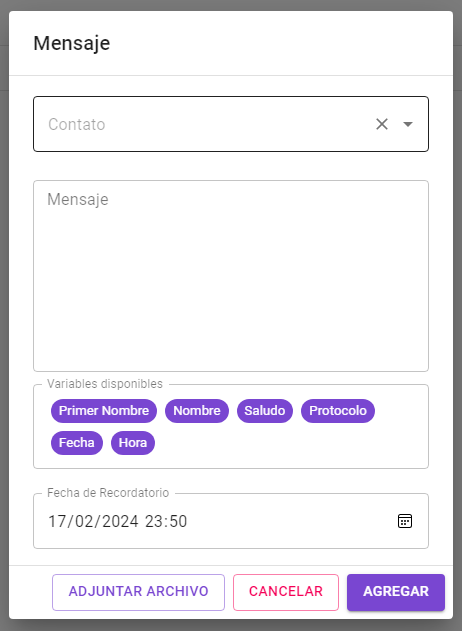 Mensaje
Contato
Mensaje
Variables disponibles
Primer Nombre Nombre Saludo Protocolo
Fecha Hora
Fecha de Recordatorio
17/02/2024 23:50
ADJUNTAR ARCHIVO CANCELAR AGREGAR